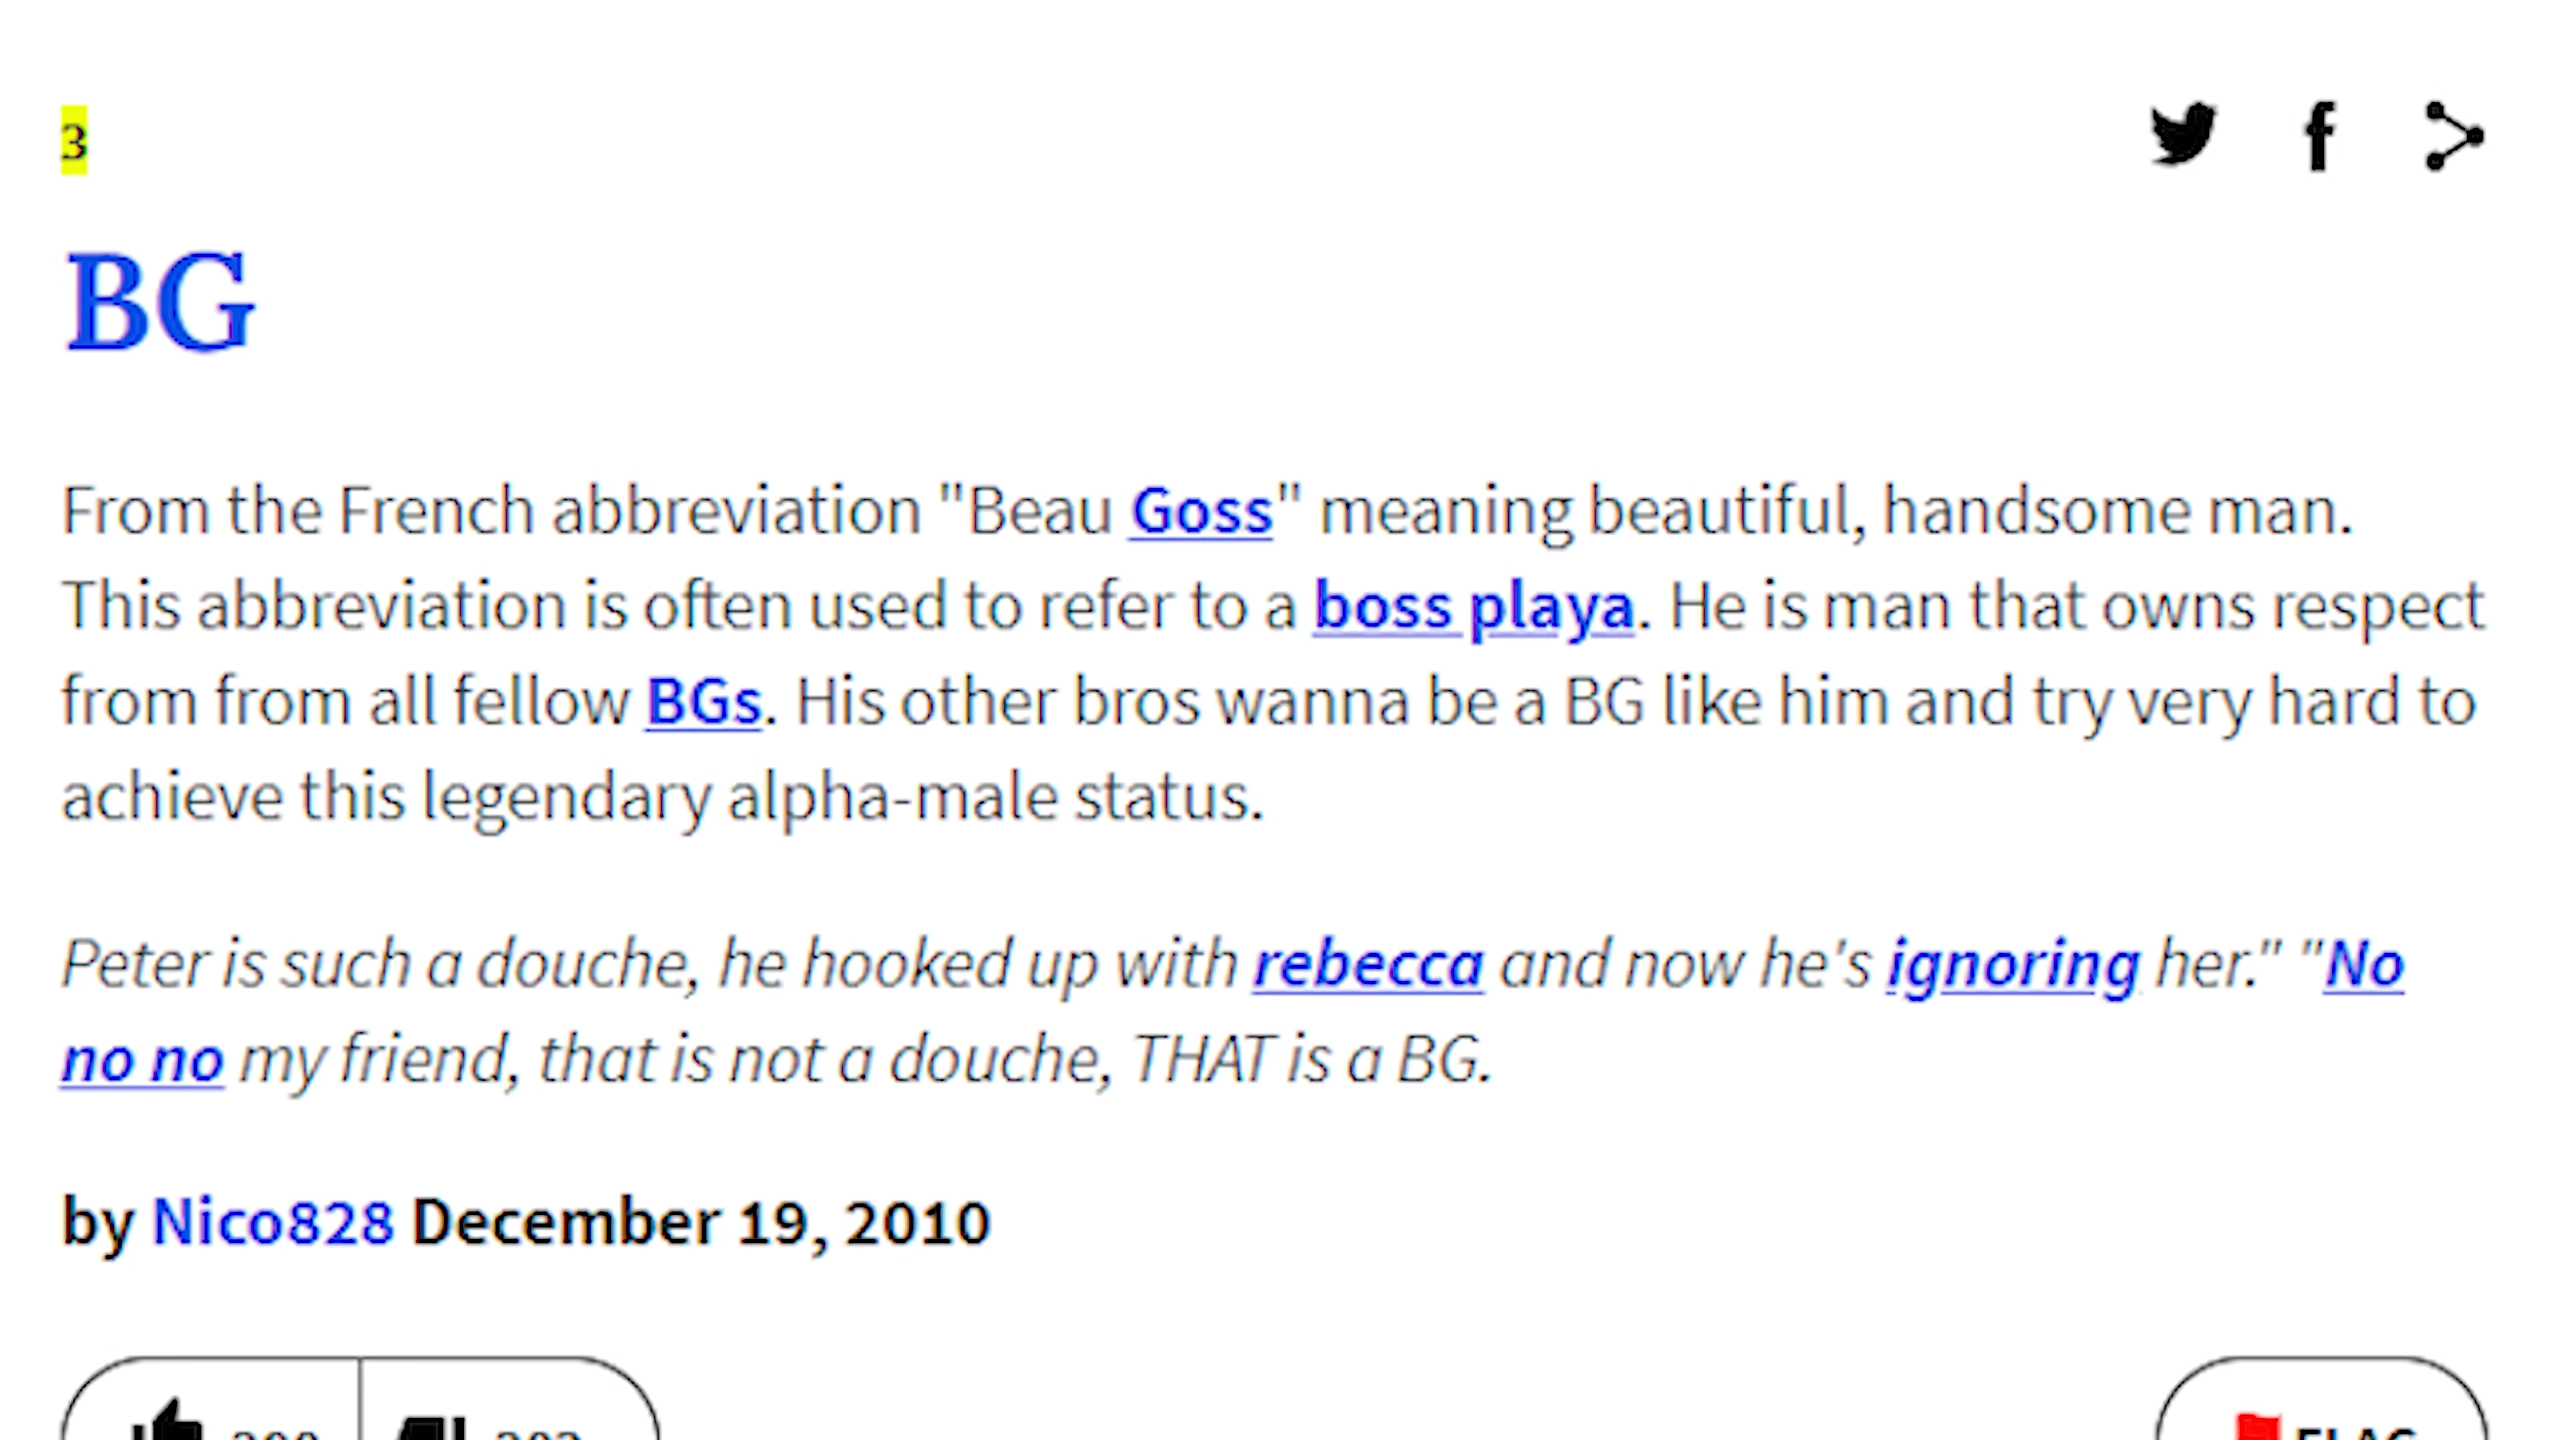 3
BG
From the French abbreviation "Beau Goss" meaning beautiful, handsome man.
This abbreviation is often used to refer to a boss playa. He is man that owns respect
from from all fellow BGs. His other bros wanna be a BG like him and try very hard to
achieve this legendary alpha-male status.
Peter is such a douche, he hooked up with rebecca and now he's ignoring her." "No
no no my friend, that is not a douche, THAT is a BG.
by Nico828 December 19, 2010
FLAG